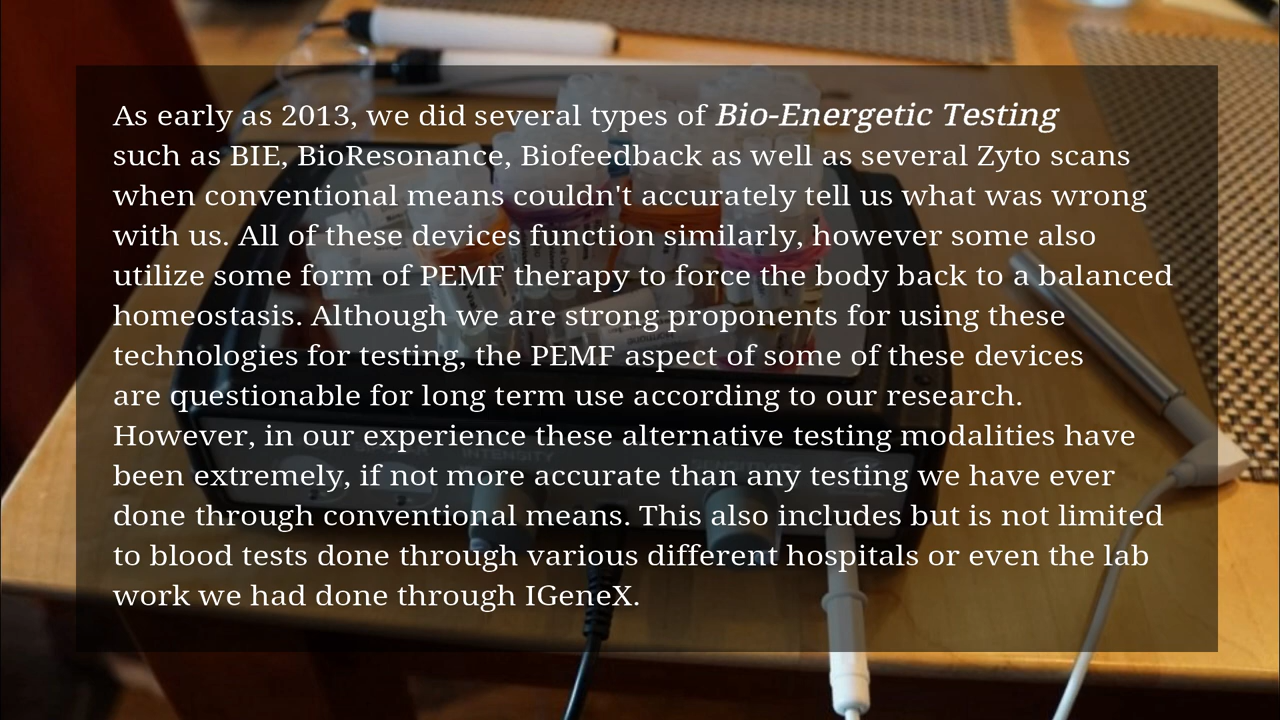 As early as 2013, we did several types of Bio-Energetic Testing
such as BIE, BioResonance, Biofeedback as well as several Zyto scans
when conventional means couldn't accurately tell us what was wrong
with us. All of these devices function similarly, however some also
utilize some form of PEMF therapy to force the body back to a balanced
homeostasis. Although we are strong proponents for using these
technologies for testing, the PEMF aspect of some of these devices
are questionable for long term use according to our research.
However, in our experience these alternative testing modalities have
been extremely, if not more accurate than any testing we have ever
done through conventional means. This also includes but is not limited
to blood tests done through various different hospitals or even the lab
work we had done through IGeneX.
INTENSITY